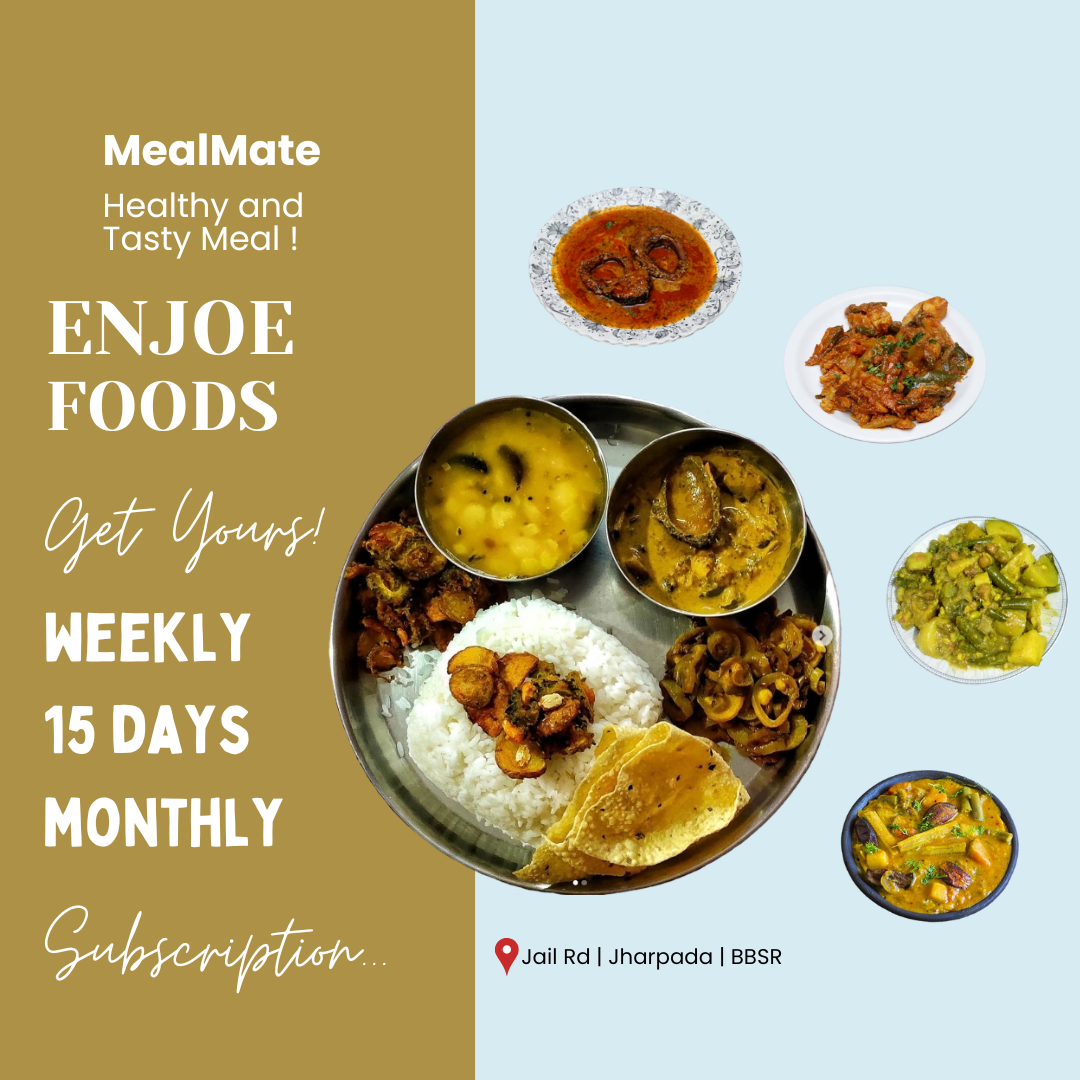 MealMate
Healthy and
Tasty Meal !
ENJOE
FOODS
Get Yours!
WEEKLY
15 DAYS
MONTHLY
Subscription...
Jail Rd | Jharpada | BBSR